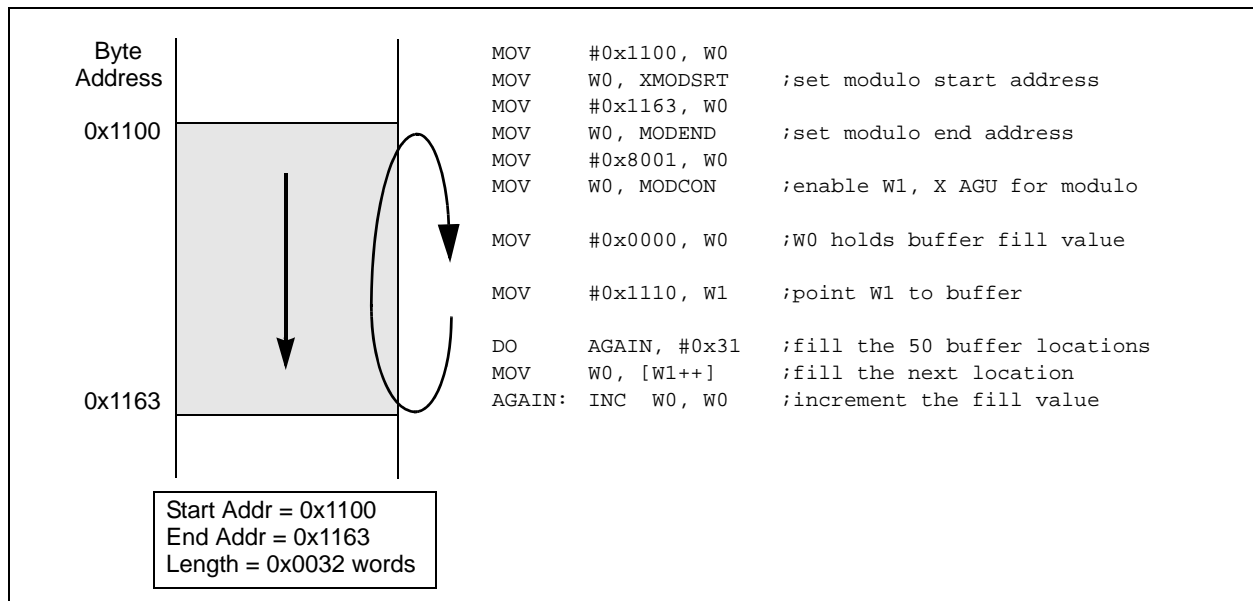 Byte
Address
0x1100
0x1163
MOV #0x1100, W0
MOV W0, XMODSRT ;set modulo start address
MOV #0x1163, W0
MOV W0, MODEND ;set modulo end address
MOV #0x8001, W0
MOV W0, MODCON ;enable W1, X AGU for modulo
MOV #0x0000, W0 ;W0 holds buffer fill value
MOV #0x1110, W1 ;point W1 to buffer
DO AGAIN, #0x31 ;fill the 50 buffer locations
MOV W0, [W1++] ;fill the next location
AGAIN: INC W0, W0 ;increment the fill value
Start Addr = 0x1100
End Addr = 0x1163
Length = 0x0032 words